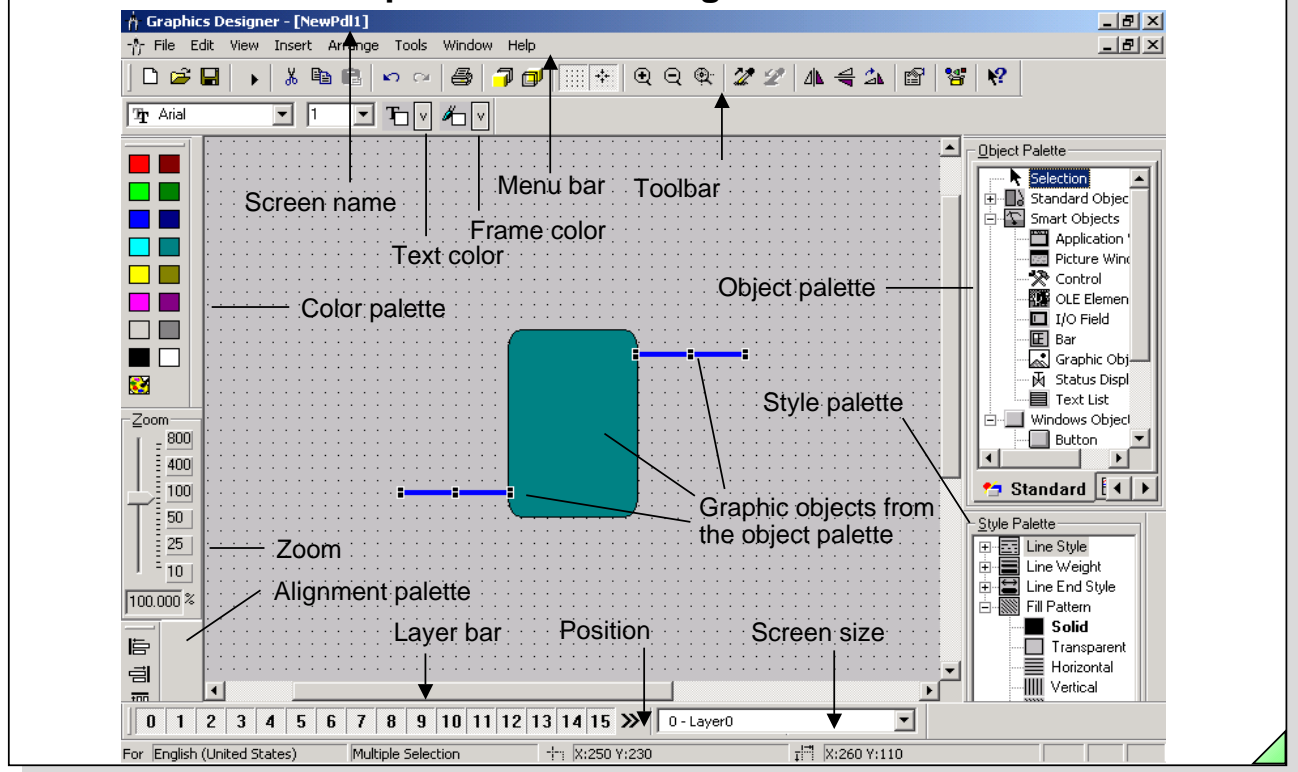 Graphics Designer - [NewPdl1]
File Edit View Insert Arrange Tools Window Help
Arial
1
Object Palette
Selection
Standard Objec
Smart Objects
Application
Picture Wind
Control
OLE Elemen
I/O Field
Bar
Graphic Obj
Status Displ
Text List
Windows Object
Button
Standard
Menu bar
Toolbar
Screen name
Frame color
Text color
Object palette
Color palette
Style palette
Graphic objects from
the object palette
Zoom
800
400
100
50
25
10
100.000 %
Zoom
Alignment palette
Layer bar
Position
Screen size
Style Palette
Line Style
Line Weight
Line End Style
Fill Pattern
Solid
Transparent
Horizontal
Vertical
0 1 2 3 4 5 6 7 8 9 10 11 12 13 14 15
0 - Layer0
For English (United States) Multiple Selection X:250 Y:230 X:260 Y:110